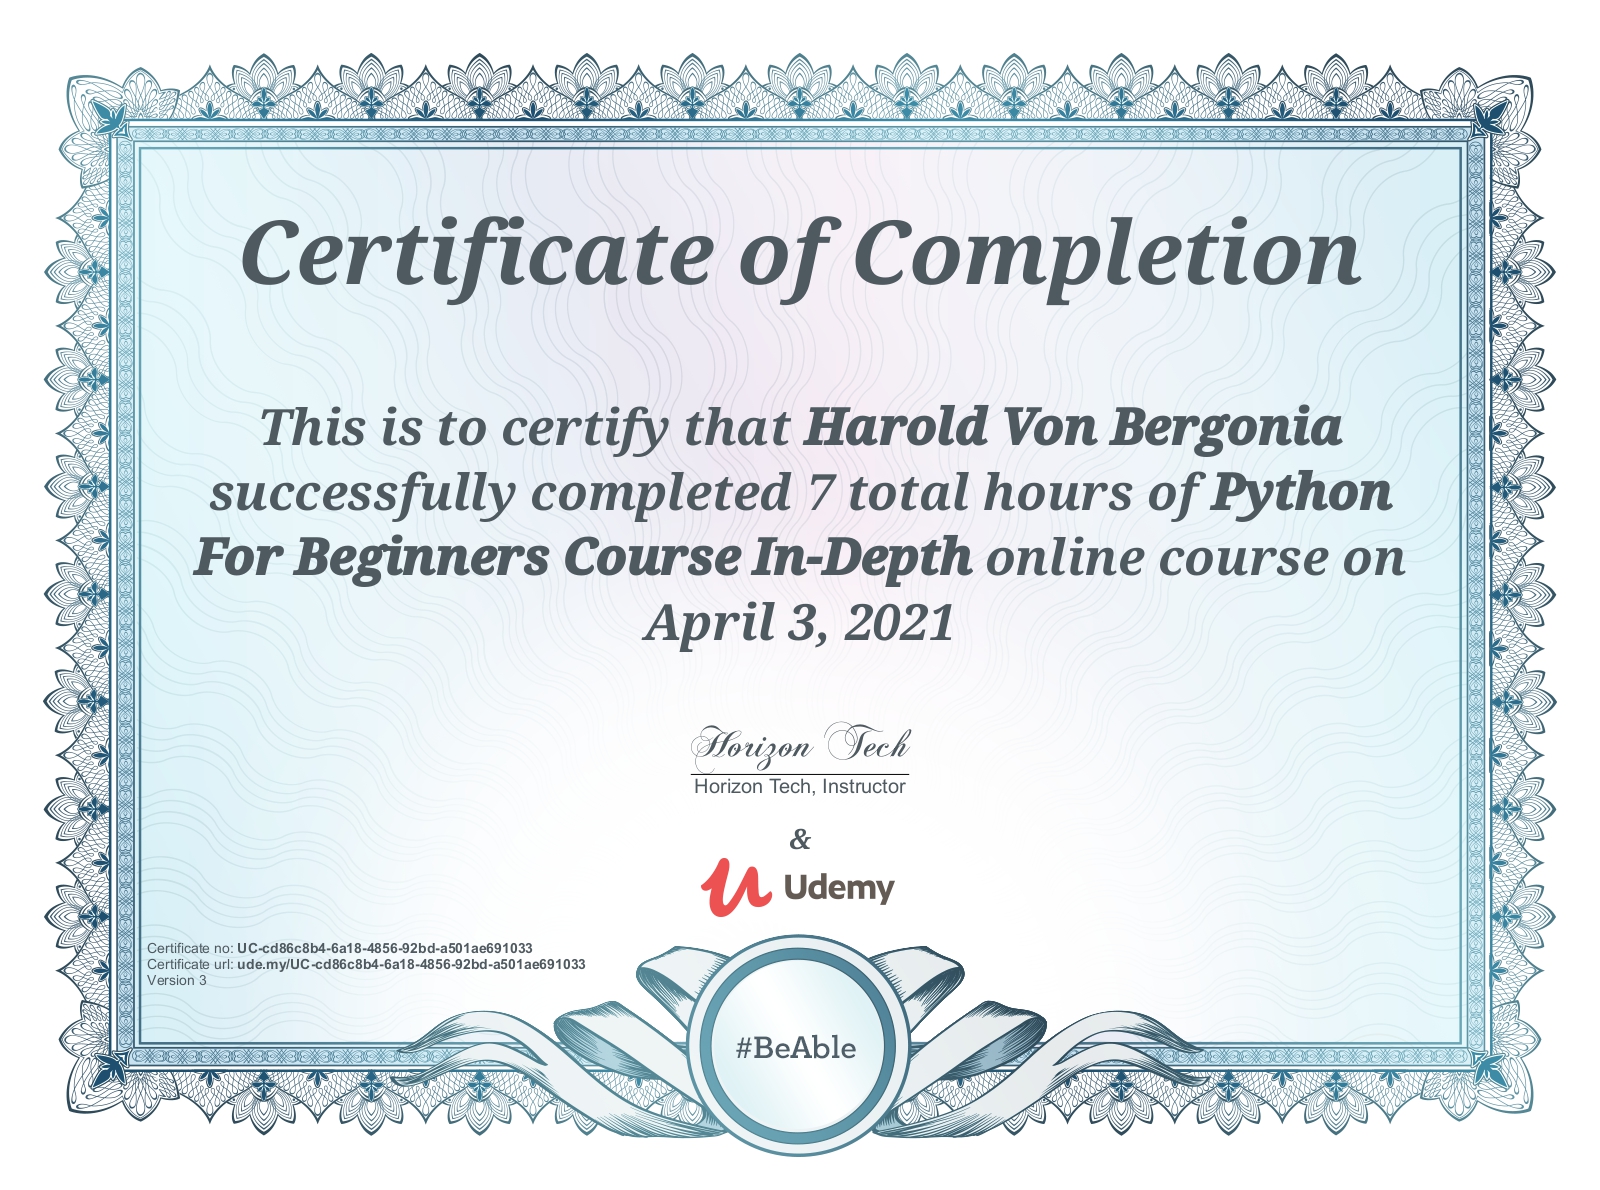 Certificate of Completion
This is to certify that Harold Von Bergonia
successfully completed 7 total hours of Python
For Beginners Course In-Depth online course on
April 3, 2021
Horizon Tech
Horizon Tech, Instructor
&
Udemy
Certificate no: UC-cd86c8b4-6a18-4856-92bd-a501ae691033
Certificate url: ude.my/UC-cd86c8b4-6a18-4856-92bd-a501ae691033
Version 3
#BeAble